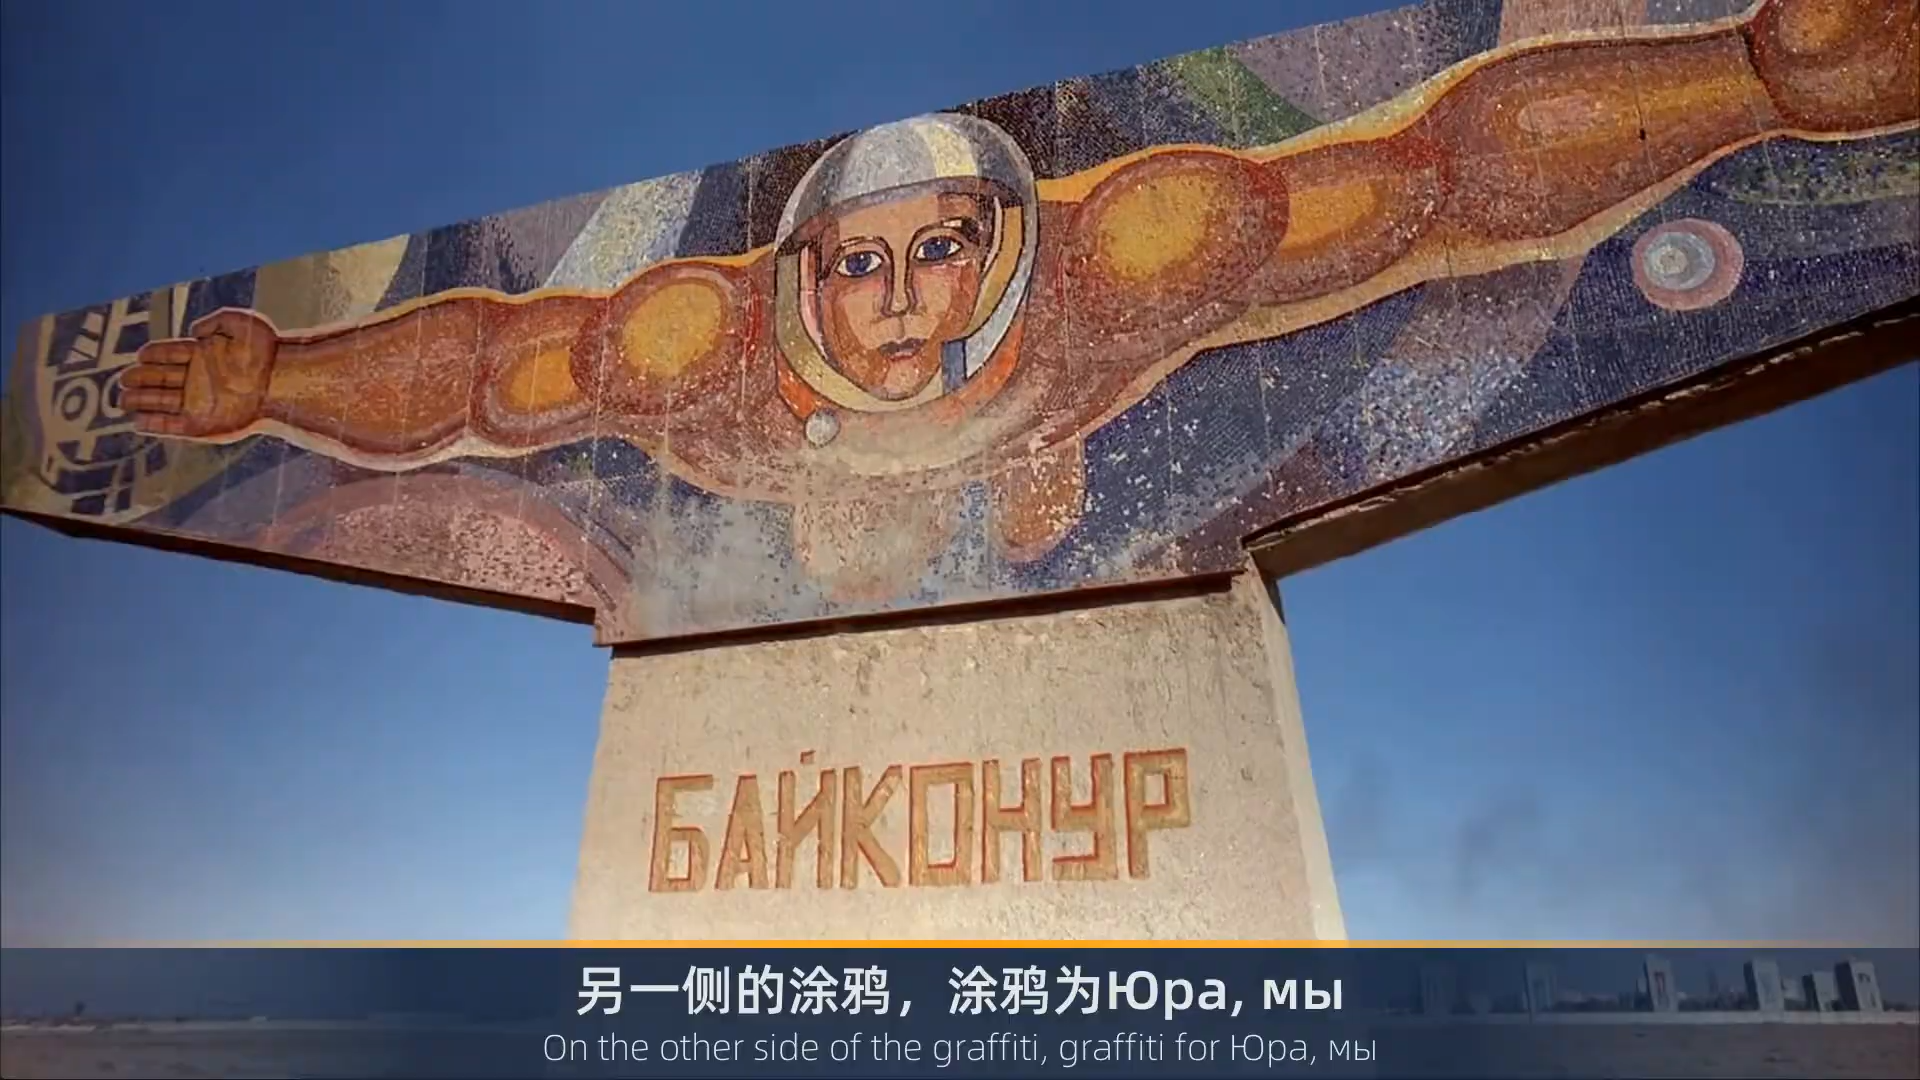 БАЙКОНУР
另一侧的涂鸦，涂鸦为Юра, мы
On the other side of the graffiti, graffiti for Юра, мы